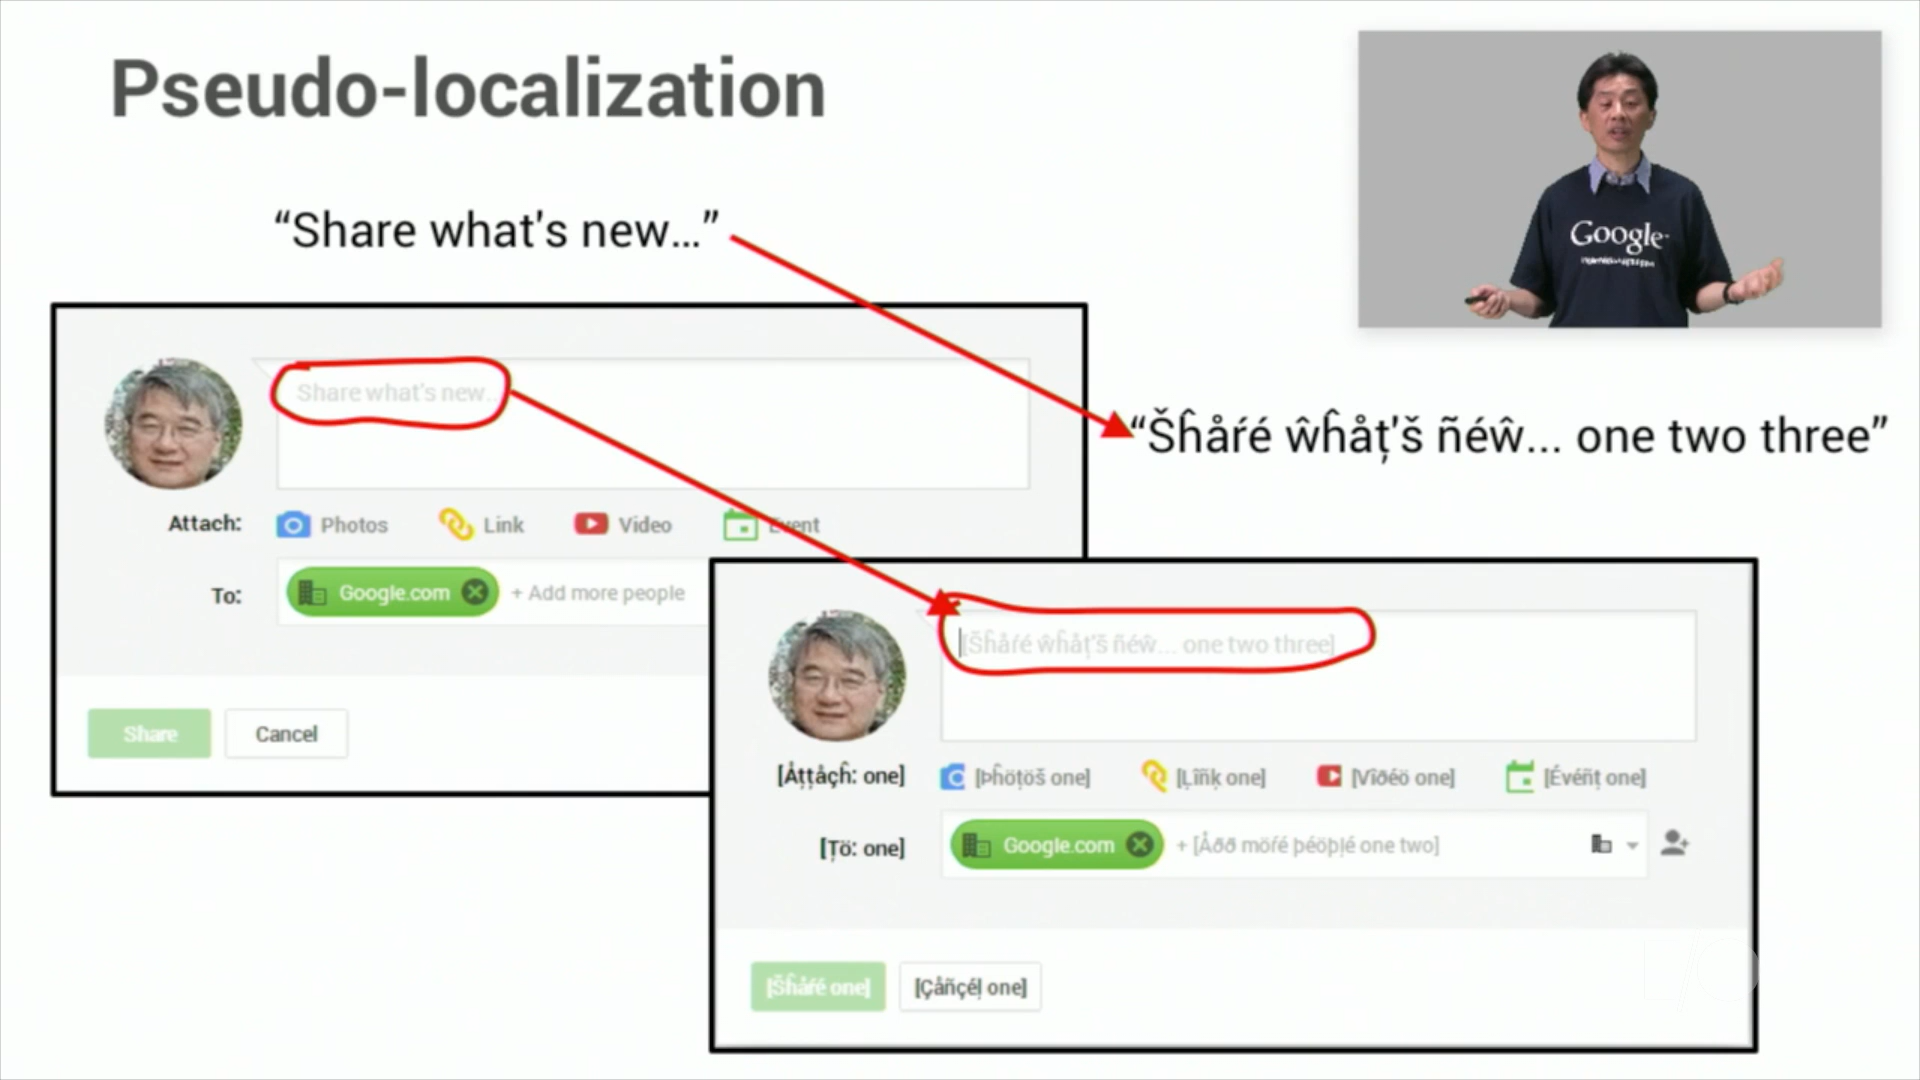 Pseudo-localization
“Share what's new...”
Google
“Šĥåŕé ŵĥåţ'š ñéŵ... one two three”
Share what's new...
Attach:
Photos
Link
Video
Event
To:
Google.com
+ Add more people
Share
Cancel
[Šĥåŕé ŵĥåţ'š ñéŵ... one two three]
[Åţţåçĥ: one]
[Þĥöţöš one]
[Ļîñķ one]
[Vîðéö one]
[Événţ one]
[Ţö: one]
Google.com
+ [Åðð möŕé þéöþļé one two]
[Šĥåŕé one]
[Çåñçéļ one]